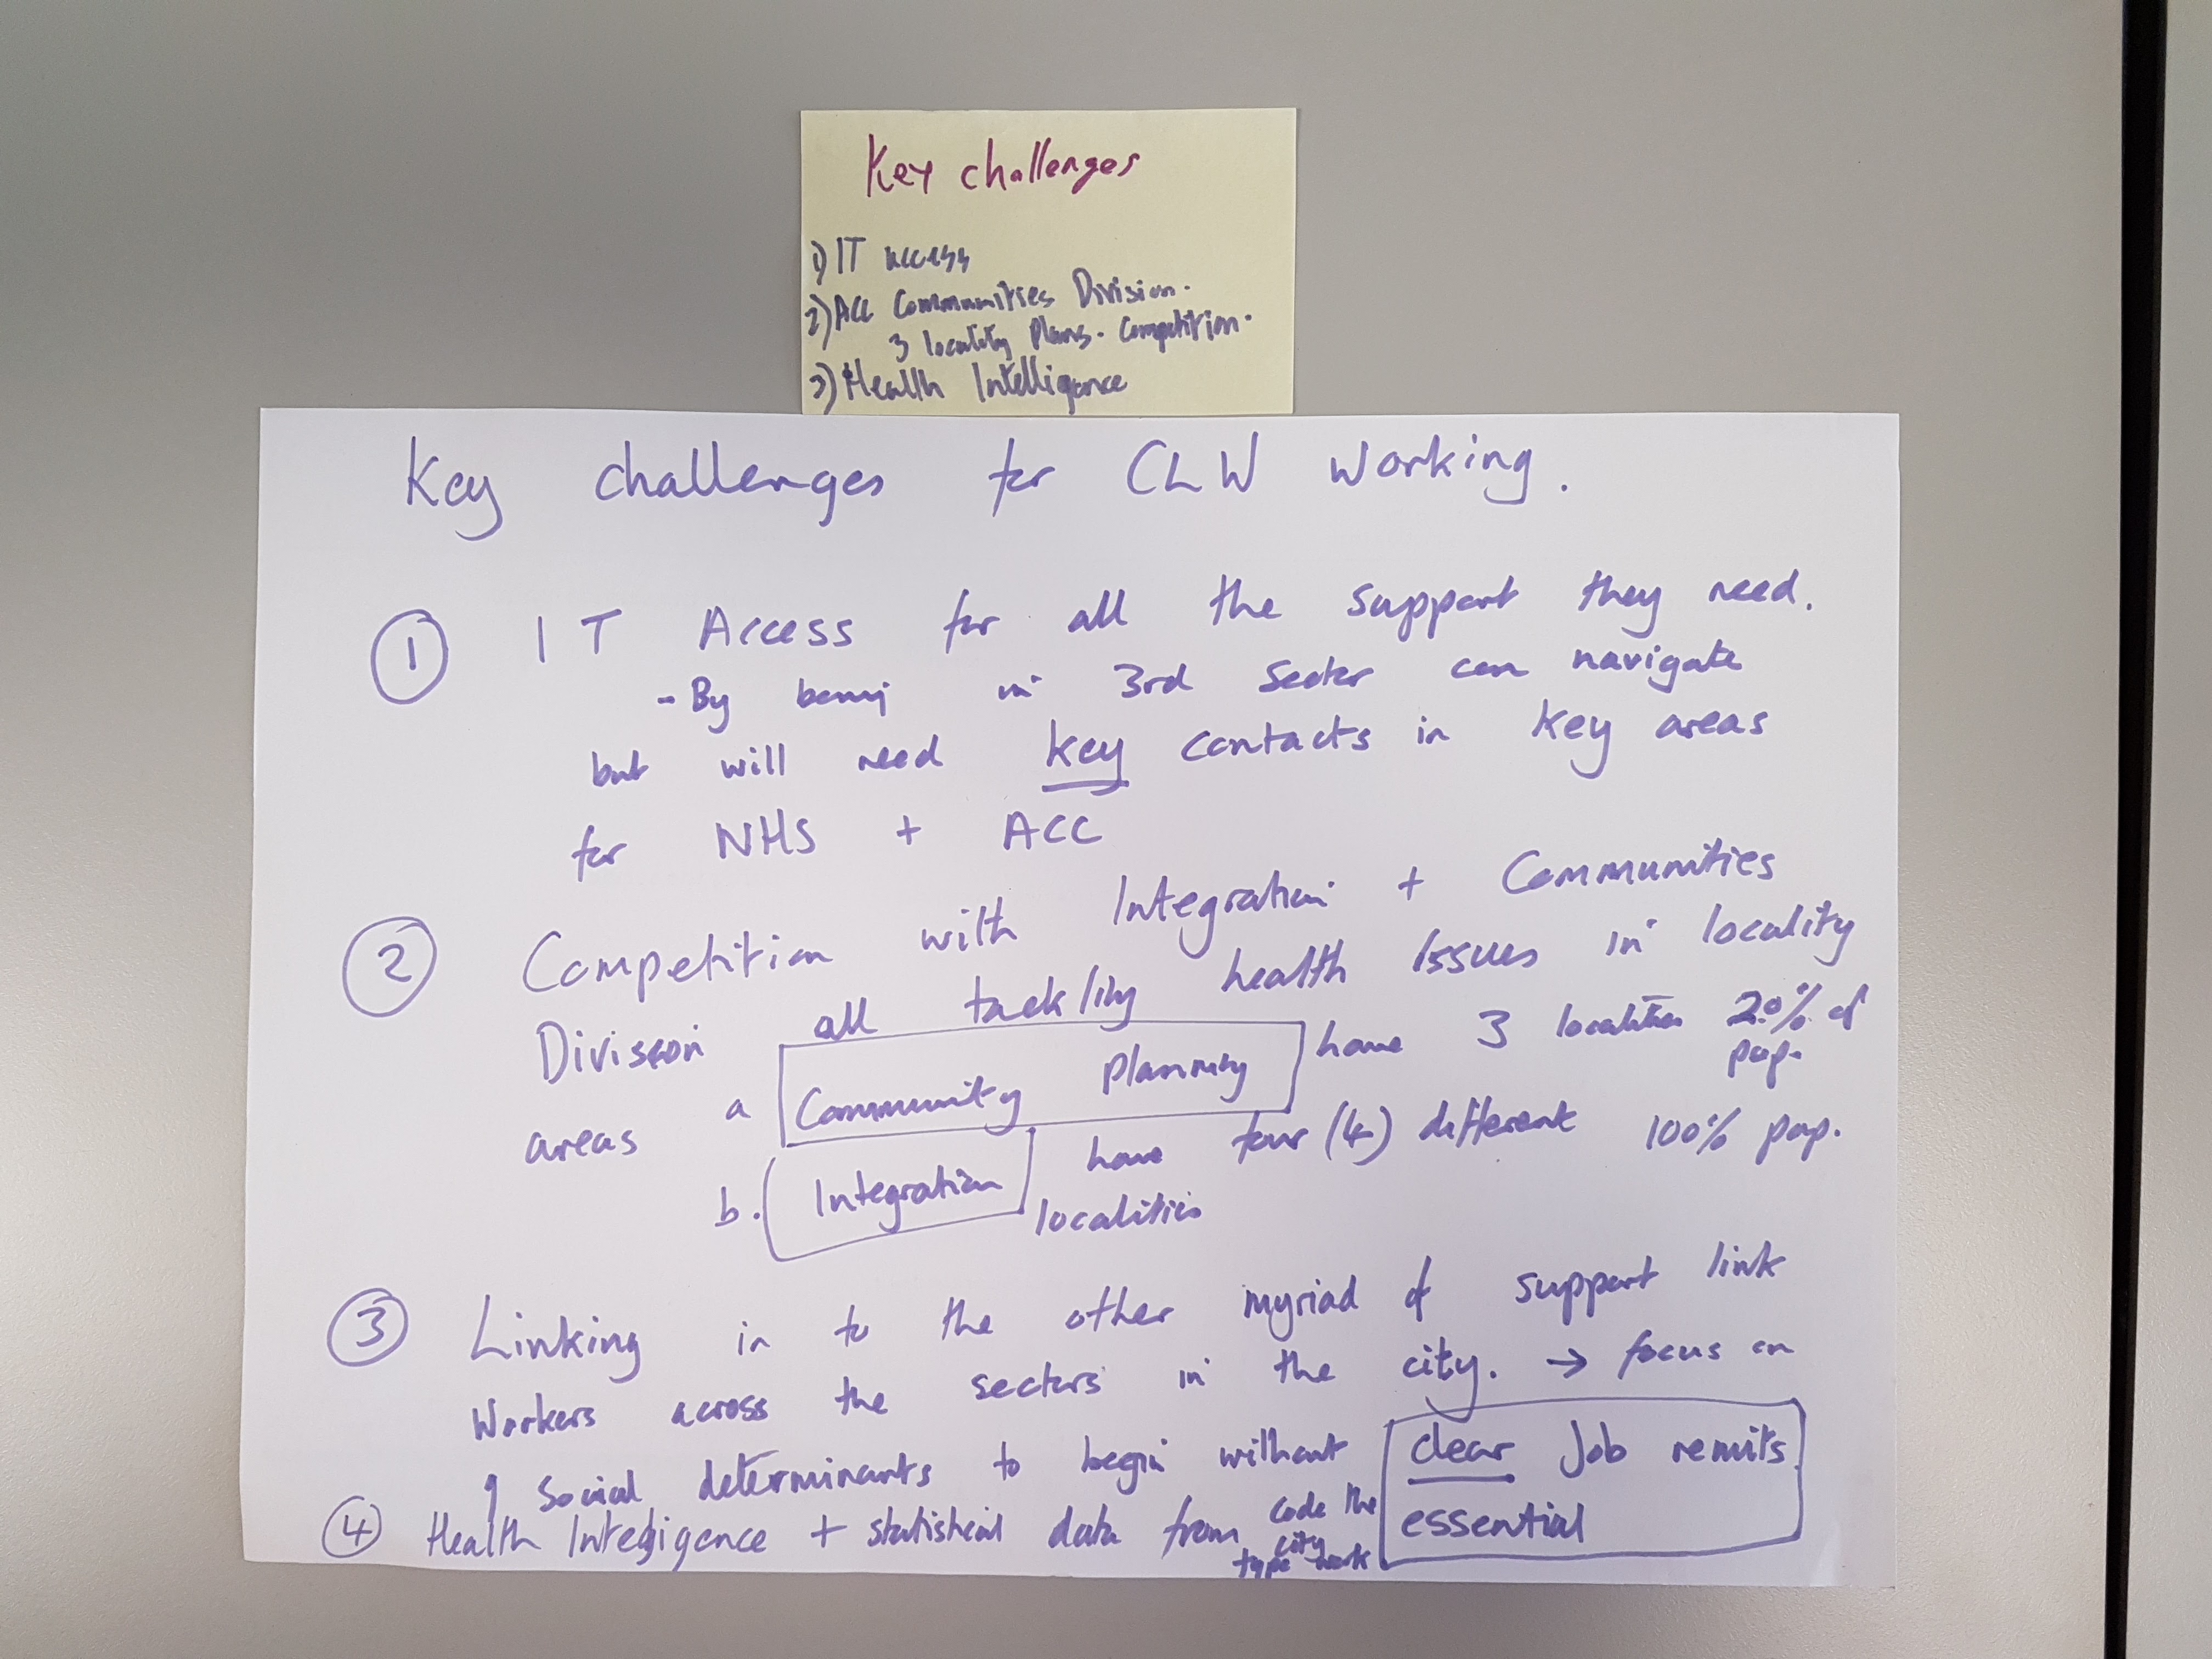 Key challenges
1) IT access
2) ACC Communities Division.
3 locality Plans. Competition.
3) Health Intelligence
Key challenges for CLW Working.
1 IT Access for all the support they need.
- By being in 3rd Sector can navigate
but will need key contacts in key areas
for NHS + ACC
2 Competition with Integration + Communities
Division all tackling health Issues in locality
areas a Community Planning have 3 localities 20% of
pop.
b. Integration have four (4) different 100% pop.
localities
3 Linking in to the other myriad of support link
Workers across the sectors in the city. → focus on
social determinants to begin without clear Job remits
essential
4 Health Intelligence + statistical data from code the
city
type work